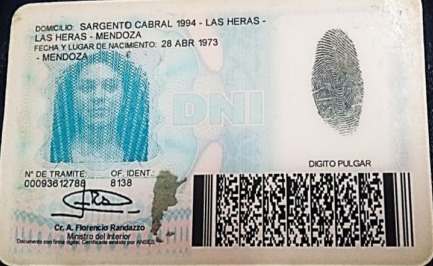 DOMICILIO: SARGENTO CABRAL 1994 - LAS HERAS -
LAS HERAS - MENDOZA
FECHA Y LUGAR DE NACIMIENTO: 28 ABR 1973
- MENDOZA
DNI
DIGITO PULGAR
N° DE TRAMITE OF. IDENT.:
00093612788 8138
Cr. A. Florencio Randazzo
Ministro del Interior
Documento con firma digital. Certificado emitido por ANSES